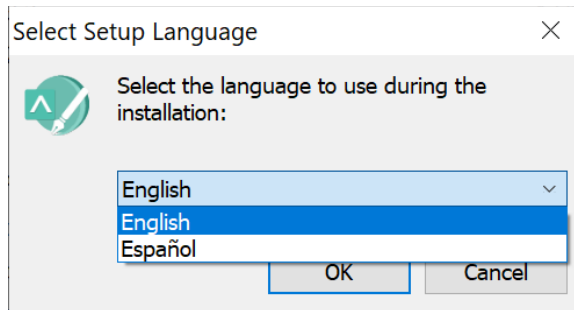 Select Setup Language
Select the language to use during the
installation:
English
English
Español
OK
Cancel